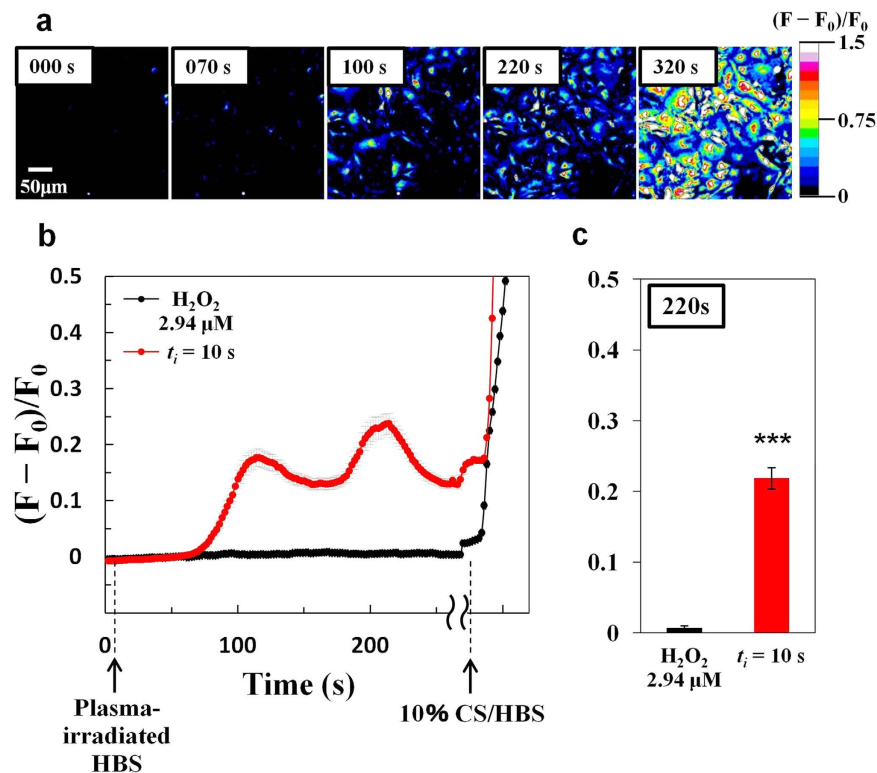 a
(F − F₀)/F₀
000 s
070 s
100 s
220 s
320 s
1.5
0.75
0
50μm
b
c
(F − F₀)/F₀
0.5
0.4
0.3
0.2
0.1
0
H₂O₂
2.94 μM
tᵢ = 10 s
0
100
200
Time (s)
Plasma-
irradiated
HBS
10% CS/HBS
220s
0.5
0.4
0.3
0.2
0.1
0
***
H₂O₂
2.94 μM
tᵢ = 10 s